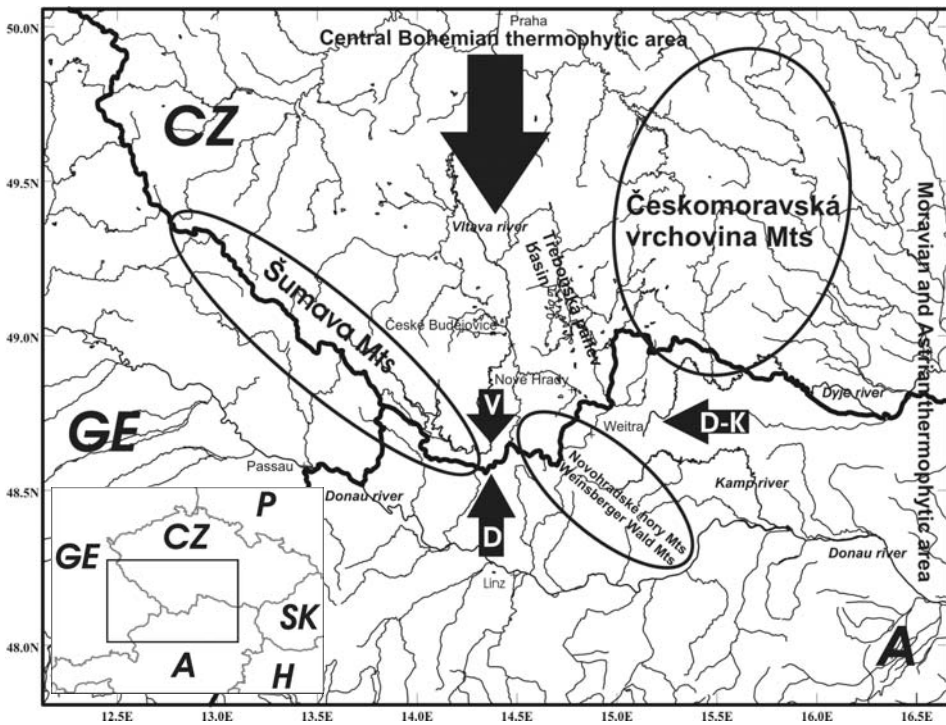 50.0N
49.5N
49.0N
48.5N
48.0N
Praha
Central Bohemian thermophytic area
CZ
Českomoravská
vrchovina Mts
Vltava river
Třeboňská pánev
Basin
Šumava Mts
České Budějovice
Moravian and Astrian thermophytic area
Nové Hrady
V
Dyje river
GE
Weitra
D-K
Passau
Novohradské hory Mts
Weinsberger Wald Mts
Kamp river
Donau river
D
Donau river
Linz
A
P
CZ
GE
SK
A
H
12.5E 13.0E 13.5E 14.0E 14.5E 15.0E 15.5E 16.0E 16.5E